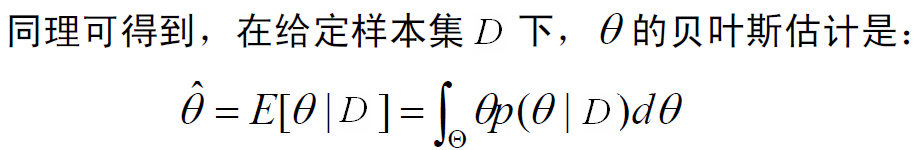 同理可得到，在给定样本集 D 下， θ 的贝叶斯估计是：
θ̂ = E[θ | D] = ∫_Θ θp(θ | D)dθ